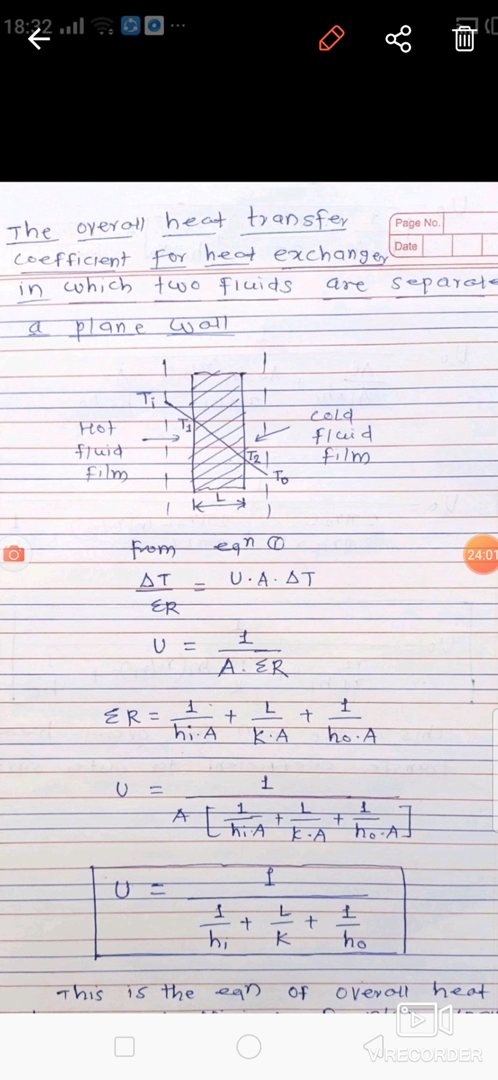 18:32
The overall heat transfer
Page No.
coefficient for heat exchanger
Date
in which two fluids are separate
a plane wall
Ti
T1
Hot fluid film
cold fluid film
T2
To
L
from eqn ①
24:01
ΔT/ΣR = U.A.ΔT
U = 1/(A.ΣR)
ΣR = 1/(hi.A) + L/(K.A) + 1/(ho.A)
U = 1/(A [1/(hi.A) + L/(K.A) + 1/(ho.A)])
U = 1/(1/hi + L/K + 1/ho)
This is the eqn of overall heat
V RECORDER